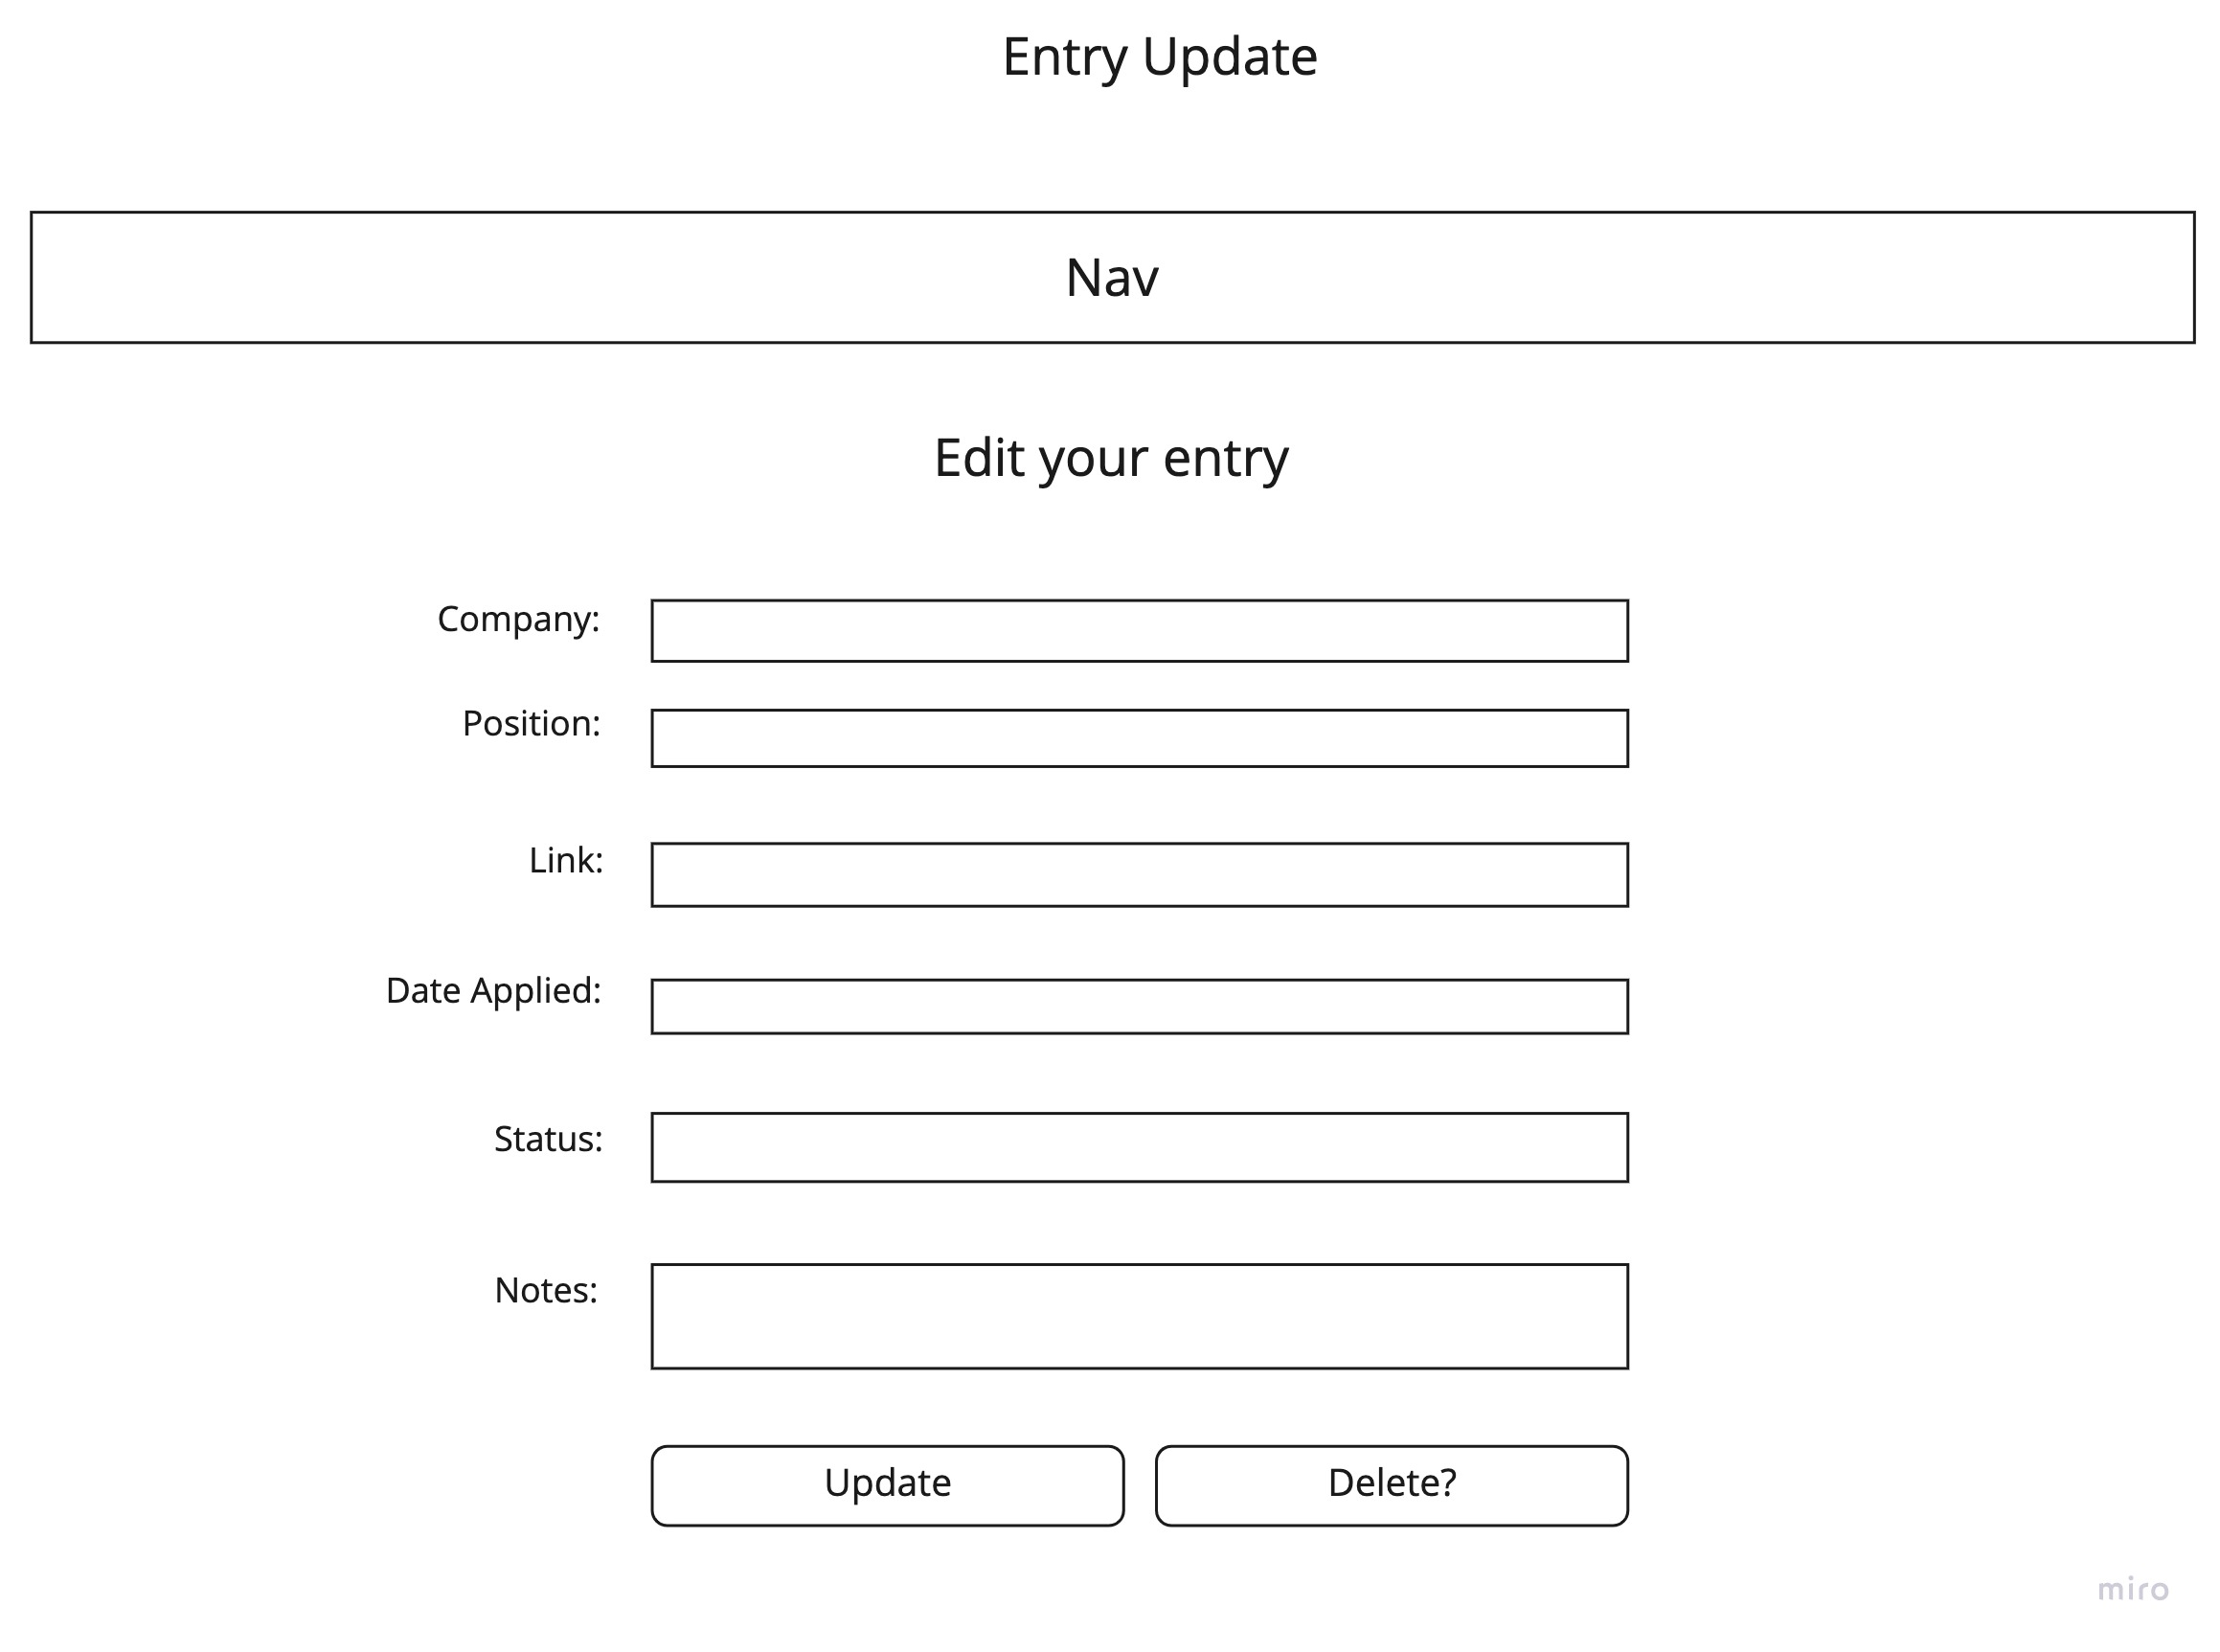 Entry Update
Nav
Edit your entry
Company:
Position:
Link:
Date Applied:
Status:
Notes:
Update
Delete?
miro